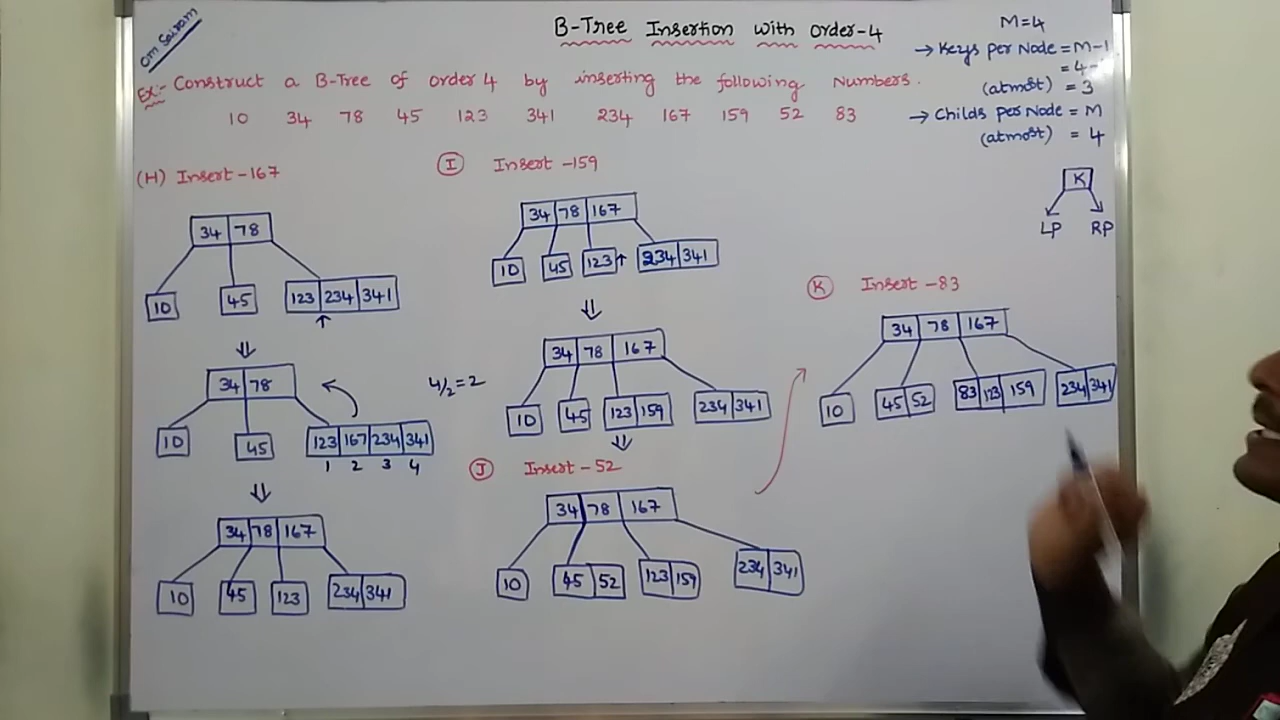 Om Sairam
B-Tree Insertion with order-4
Ex:- Construct a B-Tree of order 4 by inserting the following Numbers.
10 34 78 45 123 341 234 167 159 52 83
M=4
→ Keys per Node = M-1
= 4-
(atmost) = 3
→ Childs per Node = M
(atmost) = 4
K
LP RP
(H) Insert -167
34 78
10 45 123 234 341
↑
⇓
34 78
10 45 123 167 234 341
1 2 3 4
4/2=2
⇓
34 78 167
10 45 123 234 341
I Insert -159
34 78 167
10 45 123 ↑ 234 341
⇓
34 78 167
10 45 123 159 234 341
⇓
J Insert -52
34 78 167
10 45 52 123 159 234 341
K Insert -83
34 78 167
10 45 52 83 123 159 234 341